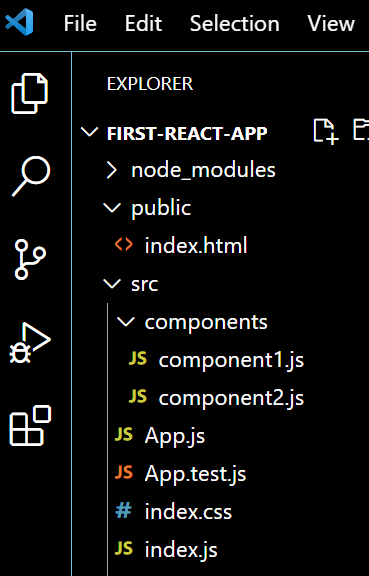 File Edit Selection View
EXPLORER
FIRST-REACT-APP
node_modules
public
<> index.html
src
components
JS component1.js
JS component2.js
JS App.js
JS App.test.js
# index.css
JS index.js